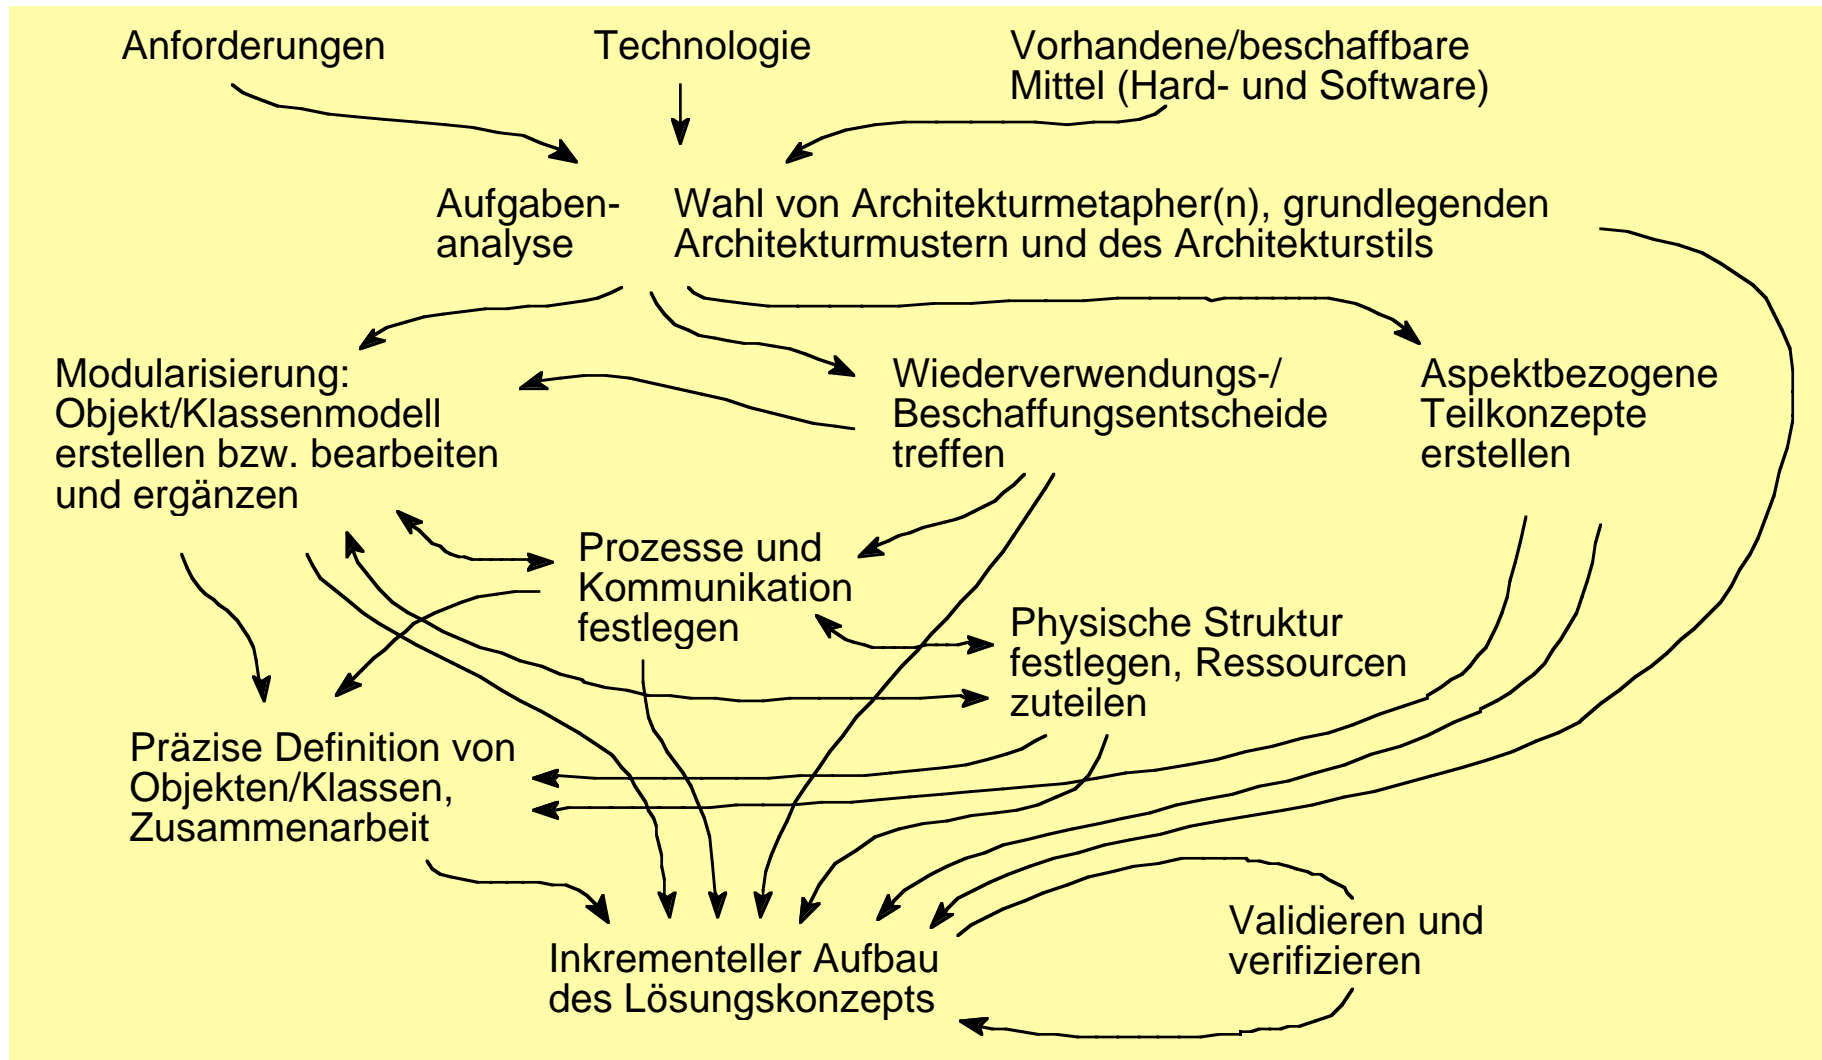 Anforderungen
Technologie
Vorhandene/beschaffbare
Mittel (Hard- und Software)
Aufgaben-
analyse
Wahl von Architekturmetapher(n), grundlegenden
Architekturmustern und des Architekturstils
Modularisierung:
Objekt/Klassenmodell
erstellen bzw. bearbeiten
und ergänzen
Wiederverwendungs-/
Beschaffungsentscheide
treffen
Aspektbezogene
Teilkonzepte
erstellen
Prozesse und
Kommunikation
festlegen
Physische Struktur
festlegen, Ressourcen
zuteilen
Präzise Definition von
Objekten/Klassen,
Zusammenarbeit
Inkrementeller Aufbau
des Lösungskonzepts
Validieren und
verifizieren